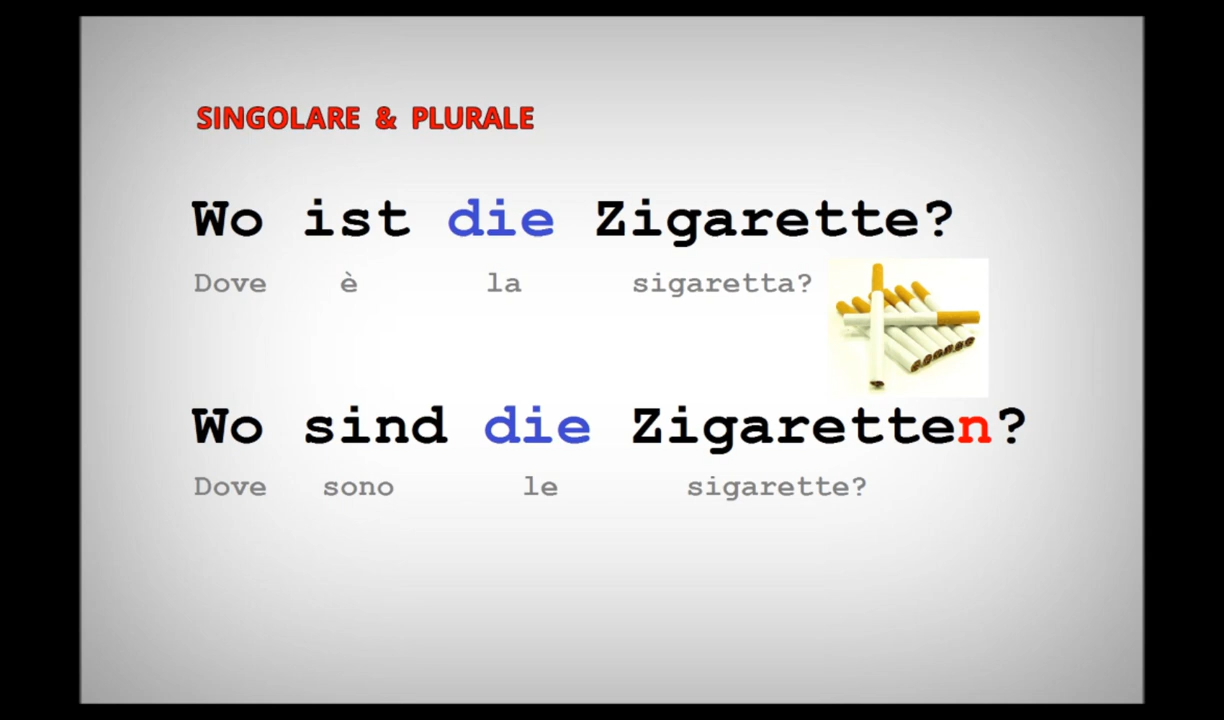 SINGOLARE & PLURALE
Wo ist die Zigarette?
Dove è la sigaretta?
Wo sind die Zigaretten?
Dove sono le sigarette?